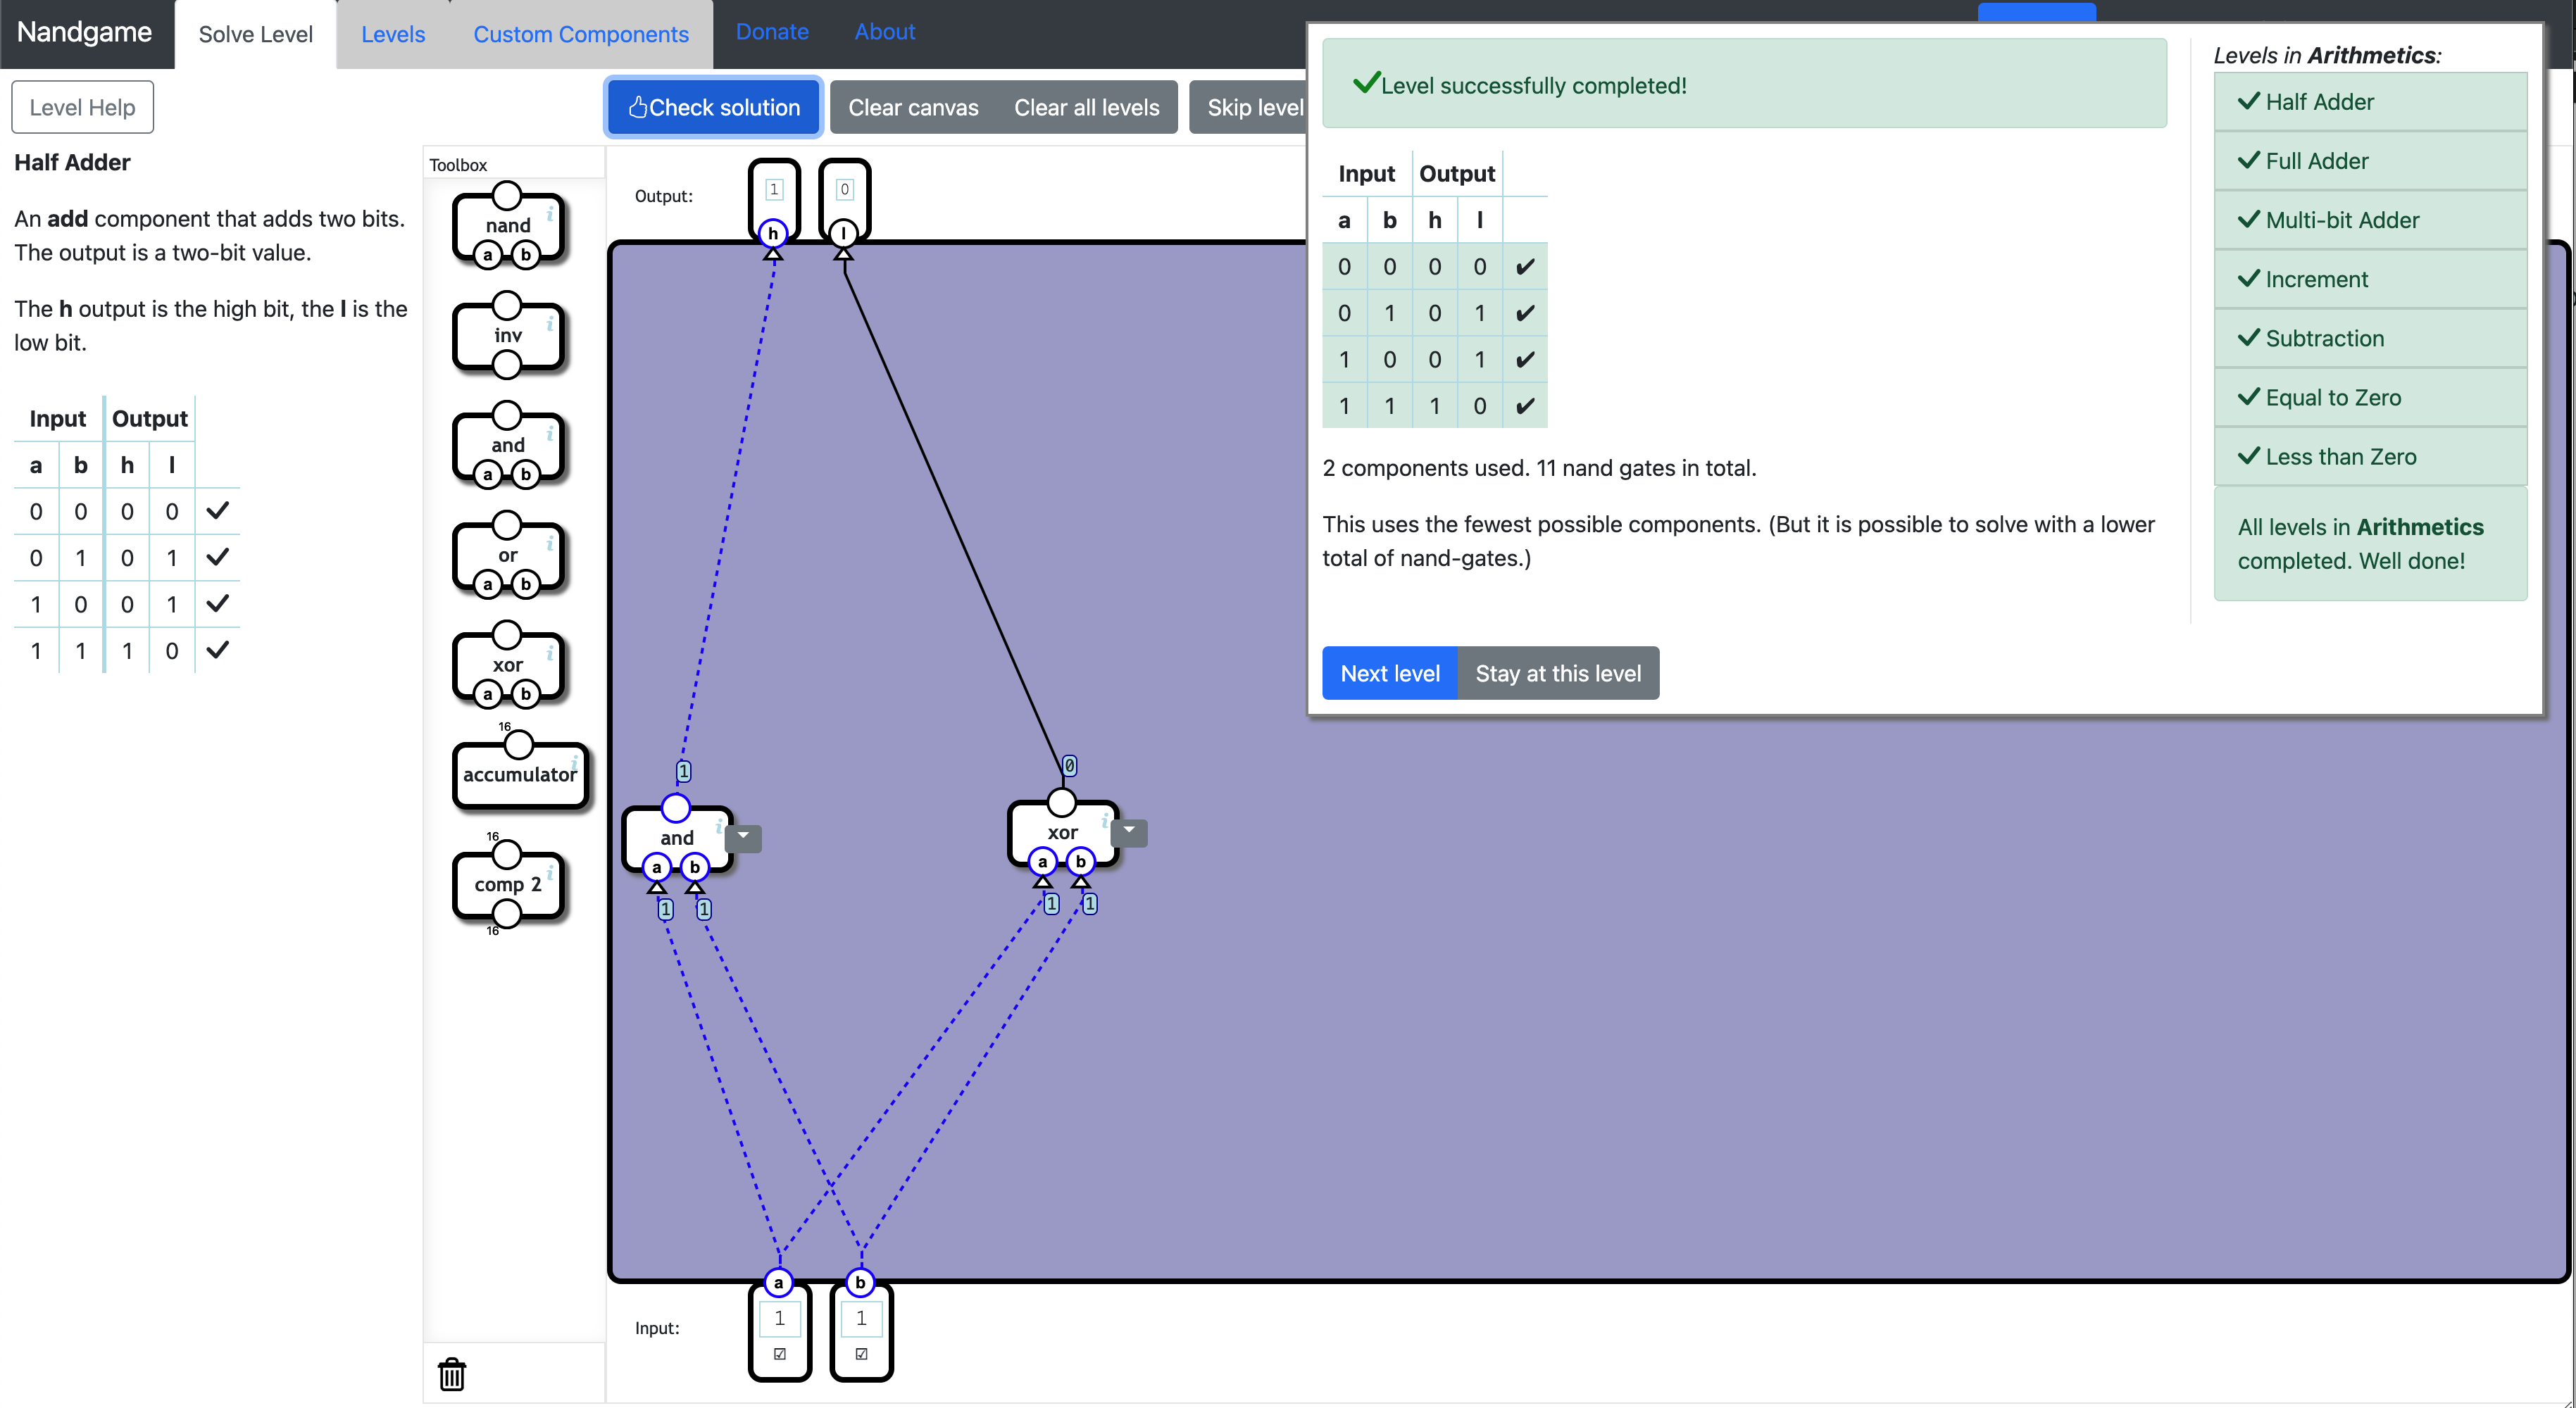 Nandgame
Solve Level
Levels
Custom Components
Donate
About
Level Help
Check solution
Clear canvas
Clear all levels
Skip level
Half Adder
An add component that adds two bits.
The output is a two-bit value.
The h output is the high bit, the l is the
low bit.
Input Output
a b h l
0 0 0 0 ✓
0 1 0 1 ✓
1 0 0 1 ✓
1 1 1 0 ✓
Toolbox
nand
i
a b
inv
i
and
i
a b
or
i
a b
xor
i
a b
16
accumulator
i
16
comp 2
i
16
Output:
1 0
h l
1
and
i
a b
1 1
0
xor
i
a b
1 1
a b
Input:
1 1
✓Level successfully completed!
Input Output
a b h l
0 0 0 0 ✔
0 1 0 1 ✔
1 0 0 1 ✔
1 1 1 0 ✔
2 components used. 11 nand gates in total.
This uses the fewest possible components. (But it is possible to solve with a lower
total of nand-gates.)
Next level
Stay at this level
Levels in Arithmetics:
✓ Half Adder
✓ Full Adder
✓ Multi-bit Adder
✓ Increment
✓ Subtraction
✓ Equal to Zero
✓ Less than Zero
All levels in Arithmetics
completed. Well done!